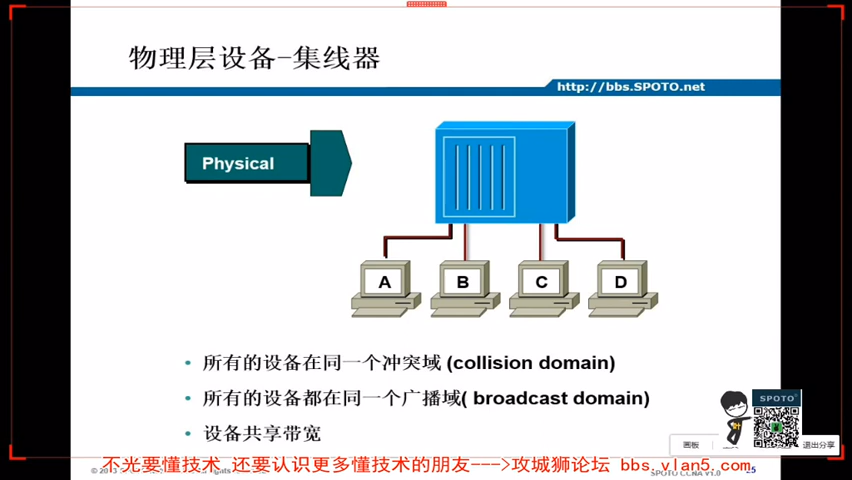 物理层设备-集线器
http://bbs.SPOTO.net
Physical
A
B
C
D
• 所有的设备在同一个冲突域 (collision domain)
• 所有的设备都在同一个广播域( broadcast domain)
• 设备共享带宽
SPOTO
画板
退出分享
不光要懂技术 还要认识更多懂技术的朋友--->攻城狮论坛 bbs.vlan5.com
SPOTO CCNA V1.0